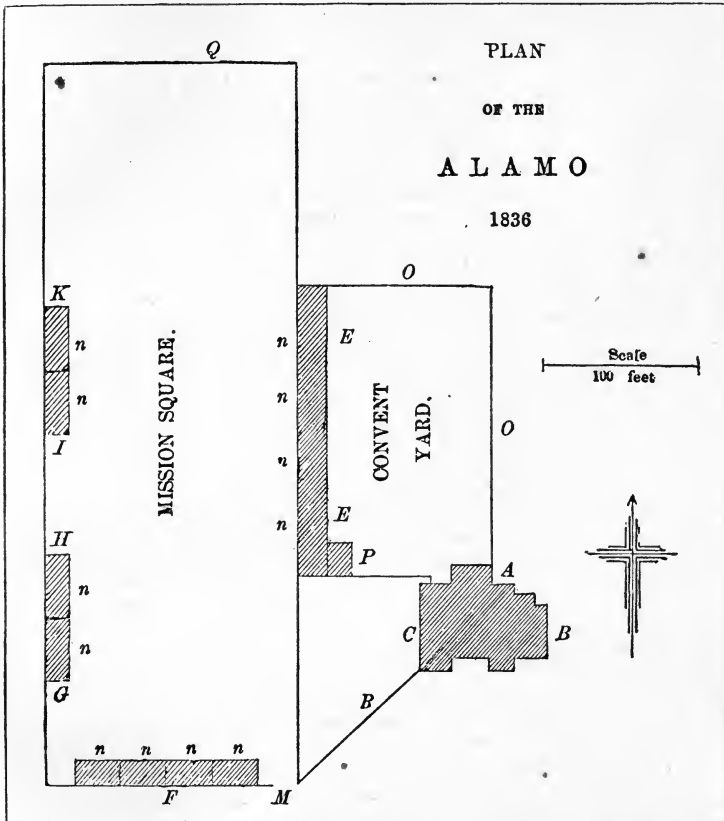 PLAN
OF THE
ALAMO
1836
Q
O
K
n
n
E
n
n
I
Scale
100 feet
MISSION SQUARE.
CONVENT
YARD.
O
n
n
E
H
P
A
n
n
C
B
G
B
n n n n
F
M